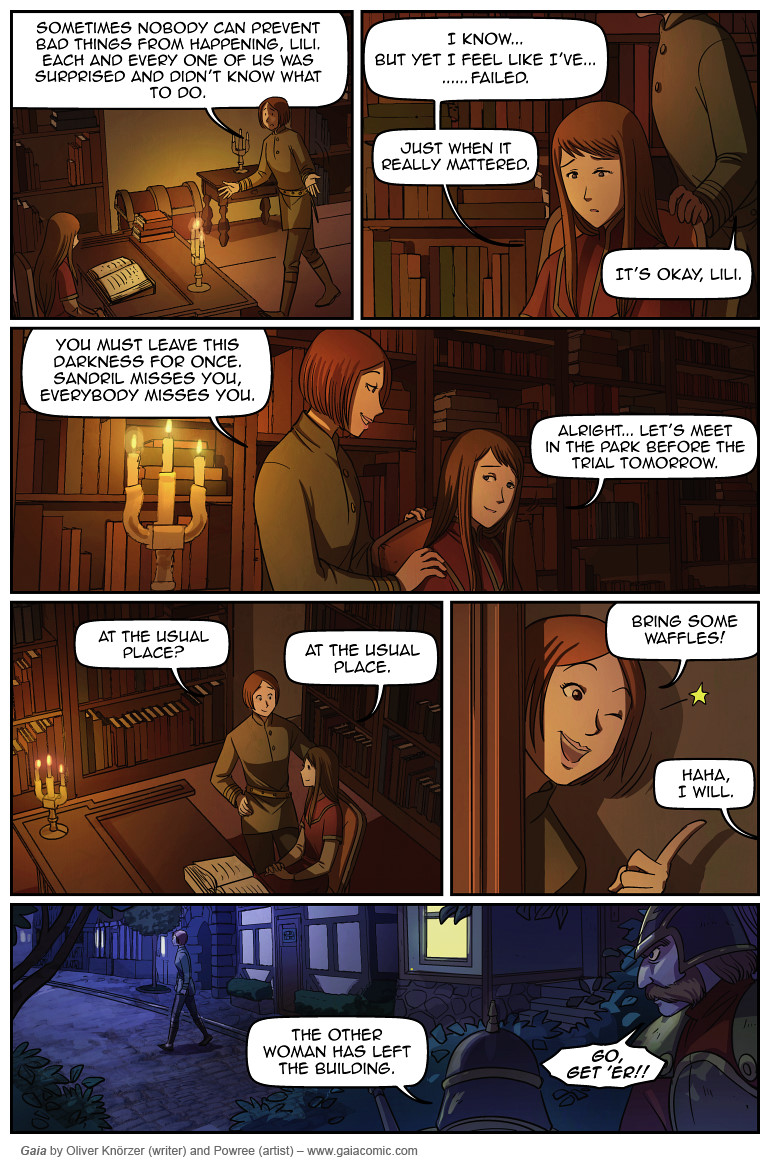 SOMETIMES NOBODY CAN PREVENT
BAD THINGS FROM HAPPENING, LILI.
EACH AND EVERY ONE OF US WAS
SURPRISED AND DIDN'T KNOW WHAT
TO DO.
I KNOW...
BUT YET I FEEL LIKE I'VE...
......FAILED.
JUST WHEN IT
REALLY MATTERED.
IT'S OKAY, LILI.
YOU MUST LEAVE THIS
DARKNESS FOR ONCE.
SANDRIL MISSES YOU,
EVERYBODY MISSES YOU.
ALRIGHT... LET'S MEET
IN THE PARK BEFORE THE
TRIAL TOMORROW.
AT THE USUAL
PLACE?
AT THE USUAL
PLACE.
BRING SOME
WAFFLES!
HAHA,
I WILL.
THE OTHER
WOMAN HAS LEFT
THE BUILDING.
GO,
GET 'ER!!
Gaia by Oliver Knörzer (writer) and Powree (artist) – www.gaiacomic.com